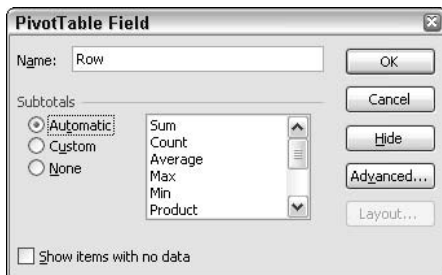 PivotTable Field
Name: Row
OK
Subtotals
Cancel
Automatic
Custom
None
Sum
Count
Average
Max
Min
Product
Hide
Advanced...
Layout...
Show items with no data